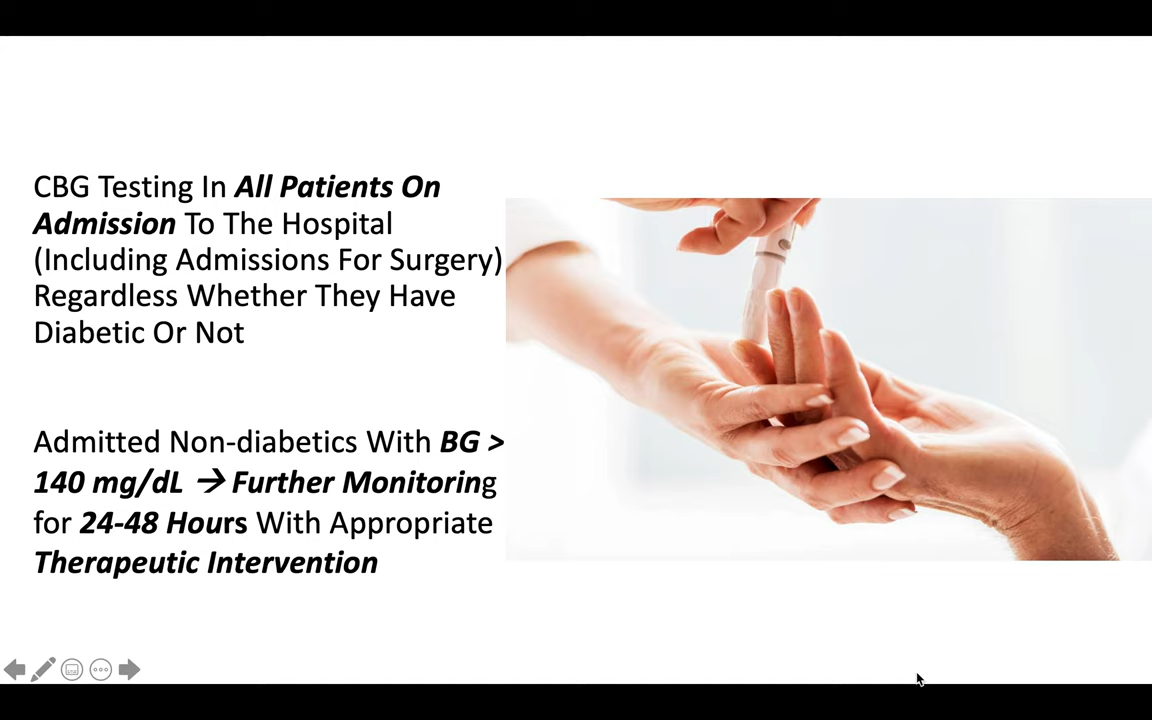 CBG Testing In All Patients On
Admission To The Hospital
(Including Admissions For Surgery)
Regardless Whether They Have
Diabetic Or Not
Admitted Non-diabetics With BG >
140 mg/dL → Further Monitoring
for 24-48 Hours With Appropriate
Therapeutic Intervention